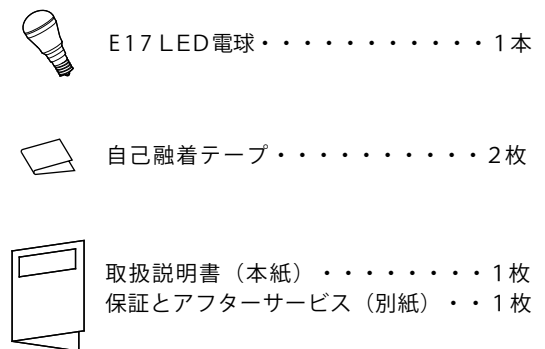 E17 LED電球・・・・・・・・・・・1本
自己融着テープ・・・・・・・・・・2枚
取扱説明書（本紙）・・・・・・・・1枚
保証とアフターサービス（別紙）・・1枚